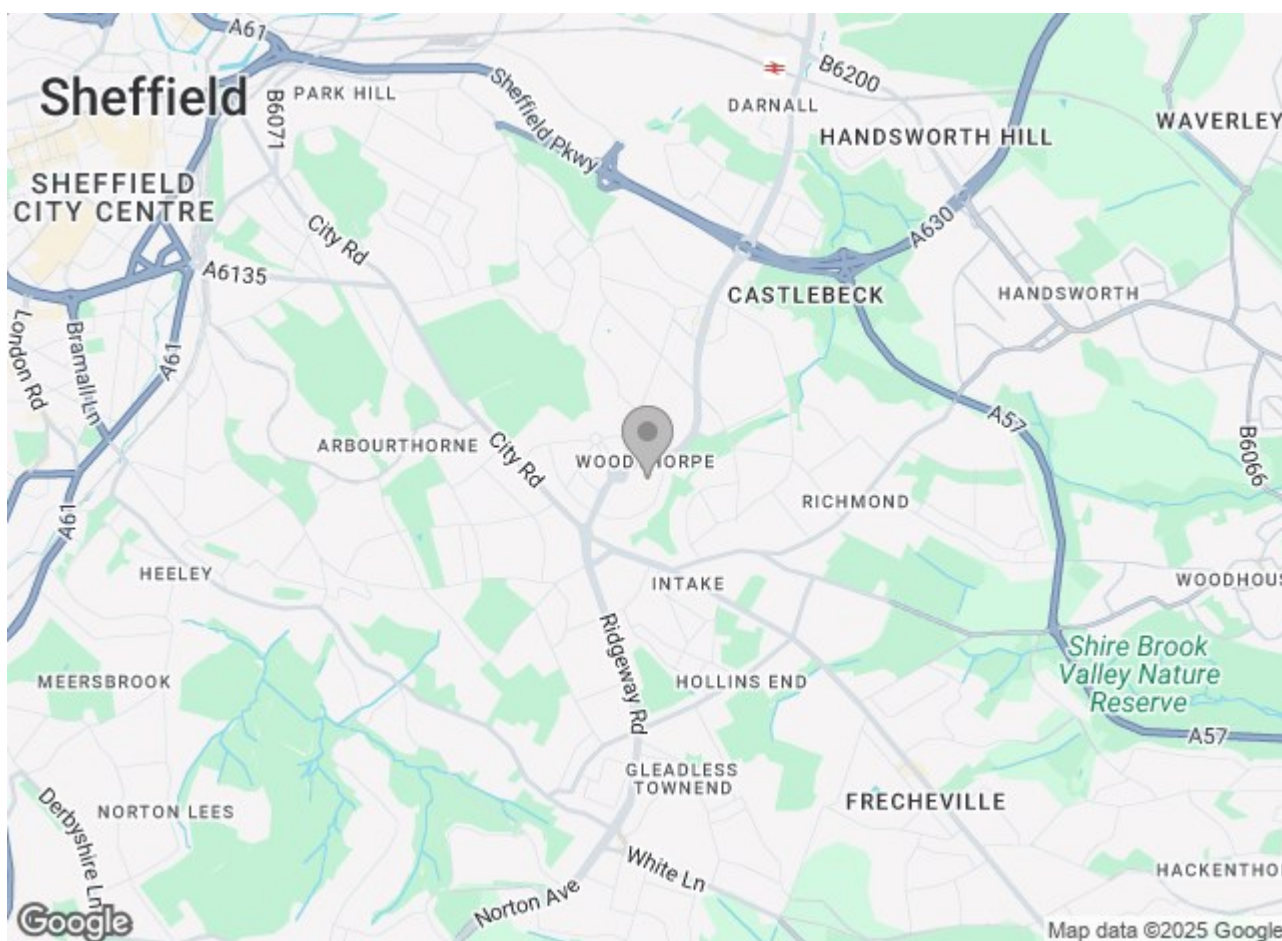 A61
B6200
Sheffield
PARK HILL
Sheffield Pkwy
DARNALL
B6071
HANDSWORTH HILL
WAVERLEY
SHEFFIELD
CITY CENTRE
City Rd
A630
A6135
CASTLEBECK
HANDSWORTH
London Rd
Bramall Ln
A61
A57
ARBOURTHORNE
City Rd
WOODTHORPE
B6066
RICHMOND
A61
HEELEY
INTAKE
WOODHOUS
Ridgeway Rd
Shire Brook
Valley Nature
Reserve
MEERSBROOK
HOLLINS END
A57
GLEADLESS
TOWNEND
FRECHEVILLE
NORTON LEES
Derbyshire Ln
White Ln
HACKENTHO
Norton Ave
Google
Map data ©2025 Google